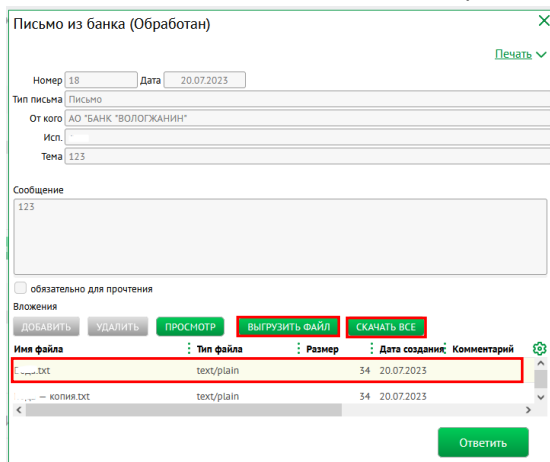 Письмо из банка (Обработан)
Печать
Номер 18 Дата 20.07.2023
Тип письма Письмо
От кого АО "БАНК "ВОЛОГЖАНИН"
Исп.
Тема 123
Сообщение
123
обязательно для прочтения
Вложения
ДОБАВИТЬ УДАЛИТЬ ПРОСМОТР ВЫГРУЗИТЬ ФАЙЛ СКАЧАТЬ ВСЕ
Имя файла Тип файла Размер Дата создания Комментарий
.txt text/plain 34 20.07.2023
— копия.txt text/plain 34 20.07.2023
Ответить